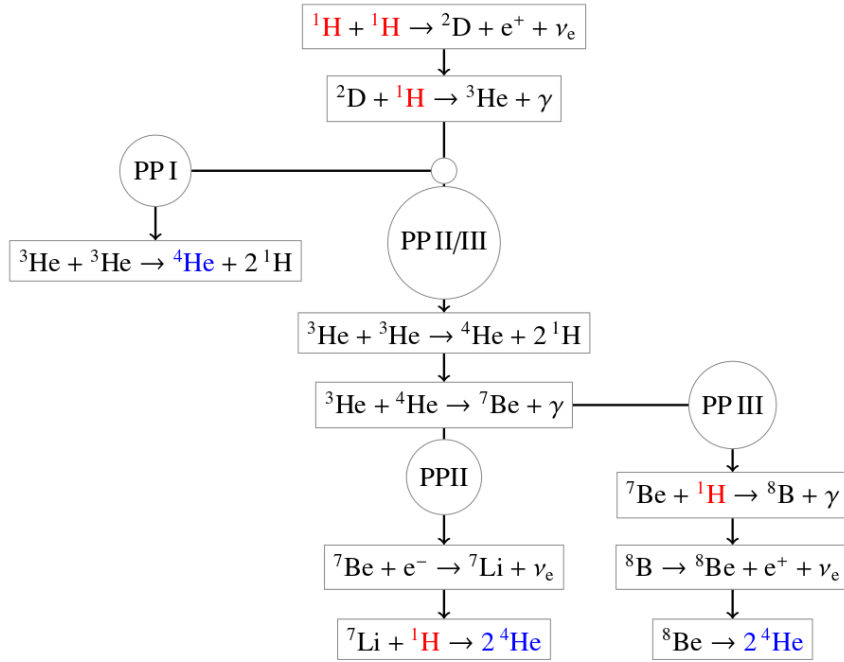 ¹H + ¹H → ²D + e⁺ + νₑ
²D + ¹H → ³He + γ
PP I
PP II/III
³He + ³He → ⁴He + 2 ¹H
³He + ³He → ⁴He + 2 ¹H
³He + ⁴He → ⁷Be + γ
PP III
PPII
⁷Be + ¹H → ⁸B + γ
⁷Be + e⁻ → ⁷Li + νₑ
⁸B → ⁸Be + e⁺ + νₑ
⁷Li + ¹H → 2 ⁴He
⁸Be → 2 ⁴He